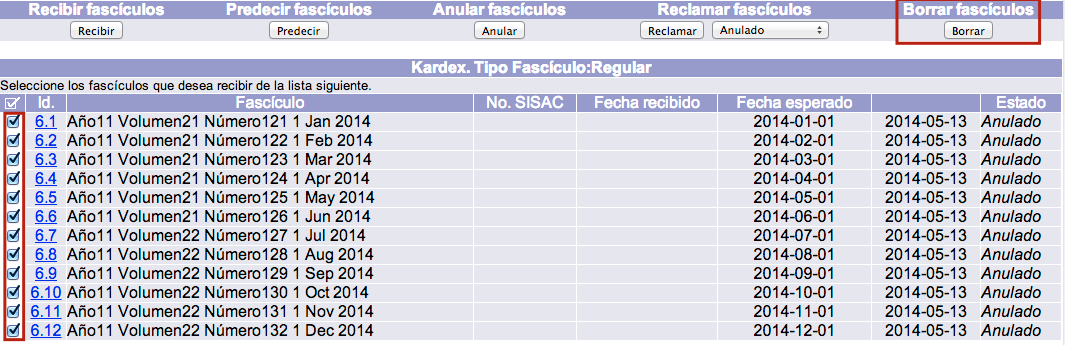 Recibir fascículos Predecir fascículos Anular fascículos Reclamar fascículos Borrar fascículos
Recibir Predecir Anular Reclamar Anulado Borrar
Kardex. Tipo Fascículo:Regular
Seleccione los fascículos que desea recibir de la lista siguiente.
Id. Fascículo No. SISAC Fecha recibido Fecha esperado Estado
6.1 Año11 Volumen21 Número121 1 Jan 2014 2014-01-01 2014-05-13 Anulado
6.2 Año11 Volumen21 Número122 1 Feb 2014 2014-02-01 2014-05-13 Anulado
6.3 Año11 Volumen21 Número123 1 Mar 2014 2014-03-01 2014-05-13 Anulado
6.4 Año11 Volumen21 Número124 1 Apr 2014 2014-04-01 2014-05-13 Anulado
6.5 Año11 Volumen21 Número125 1 May 2014 2014-05-01 2014-05-13 Anulado
6.6 Año11 Volumen21 Número126 1 Jun 2014 2014-06-01 2014-05-13 Anulado
6.7 Año11 Volumen22 Número127 1 Jul 2014 2014-07-01 2014-05-13 Anulado
6.8 Año11 Volumen22 Número128 1 Aug 2014 2014-08-01 2014-05-13 Anulado
6.9 Año11 Volumen22 Número129 1 Sep 2014 2014-09-01 2014-05-13 Anulado
6.10 Año11 Volumen22 Número130 1 Oct 2014 2014-10-01 2014-05-13 Anulado
6.11 Año11 Volumen22 Número131 1 Nov 2014 2014-11-01 2014-05-13 Anulado
6.12 Año11 Volumen22 Número132 1 Dec 2014 2014-12-01 2014-05-13 Anulado